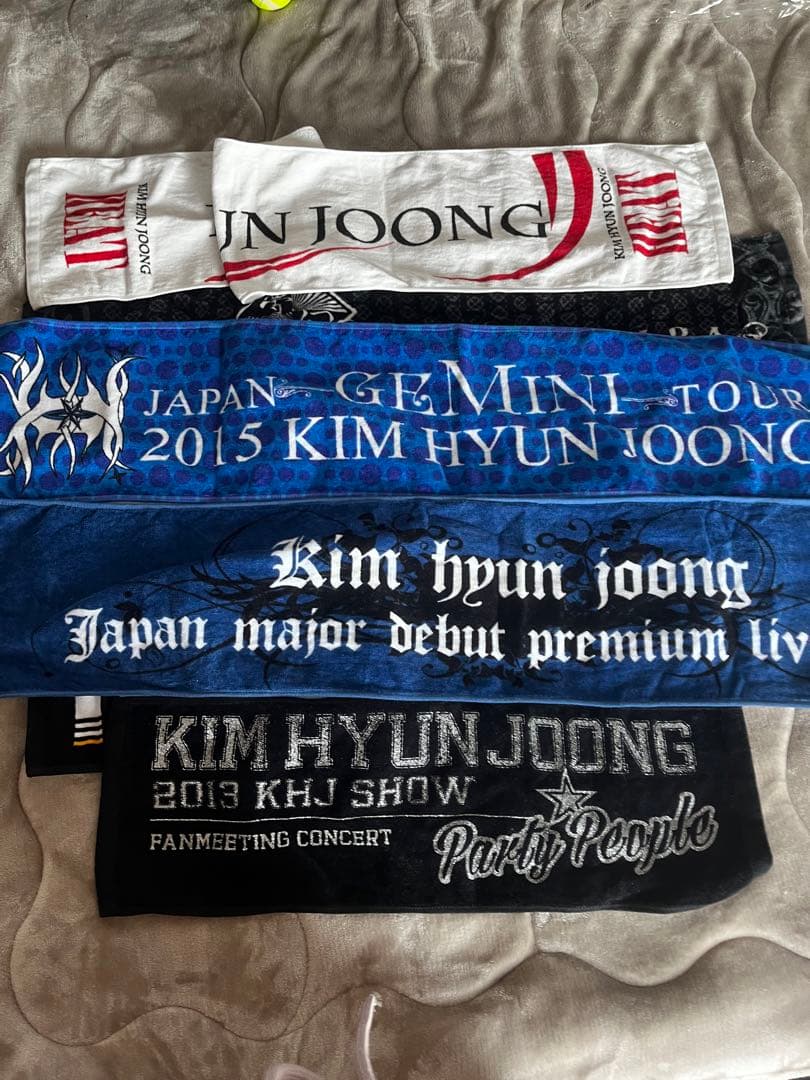 HEAT
KIM HYUN JOONG
UN JOONG
KIM HYUN JOONG
HEAT
JAPAN GEMINI TOUR
2015 KIM HYUN JOONG
Kim hyun joong
Japan major debut premium liv
KIM HYUN JOONG
2013 KHJ SHOW
FANMEETING CONCERT
Party People